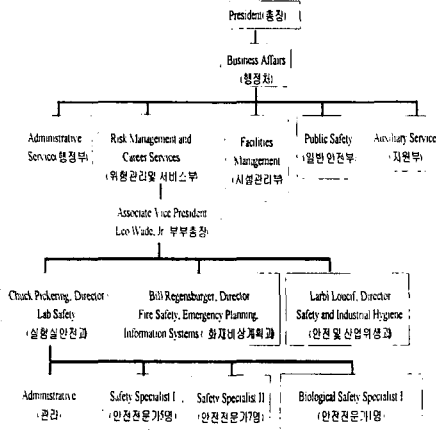 President(총장)
Business Affairs
(행정처)
Administrative
Service(행정부)
Risk Management and
Career Services
(위험관리및 서비스부)
Facilities
Management
(시설관리부)
Public Safety
(일반안전부)
Auxiliary Service
(지원부)
Associate Vice President
Leo Wade, Jr. 부부총장)
Chuck Pickering, Director
Lab Safety
(실험실안전과)
Bill Regensburger, Director
Fire Safety, Emergency Planning,
Information Systems ( 화재비상계획과)
Larbi Loucif, Director
Safety and Industrial Hygiene
(안전및산업위생과)
Administrative
(관리)
Safety Specialist I
(안전전문가5명)
Safety Specialist II
(안전전문가7명)
Biological Safety Specialist I
(안전전문가1명)